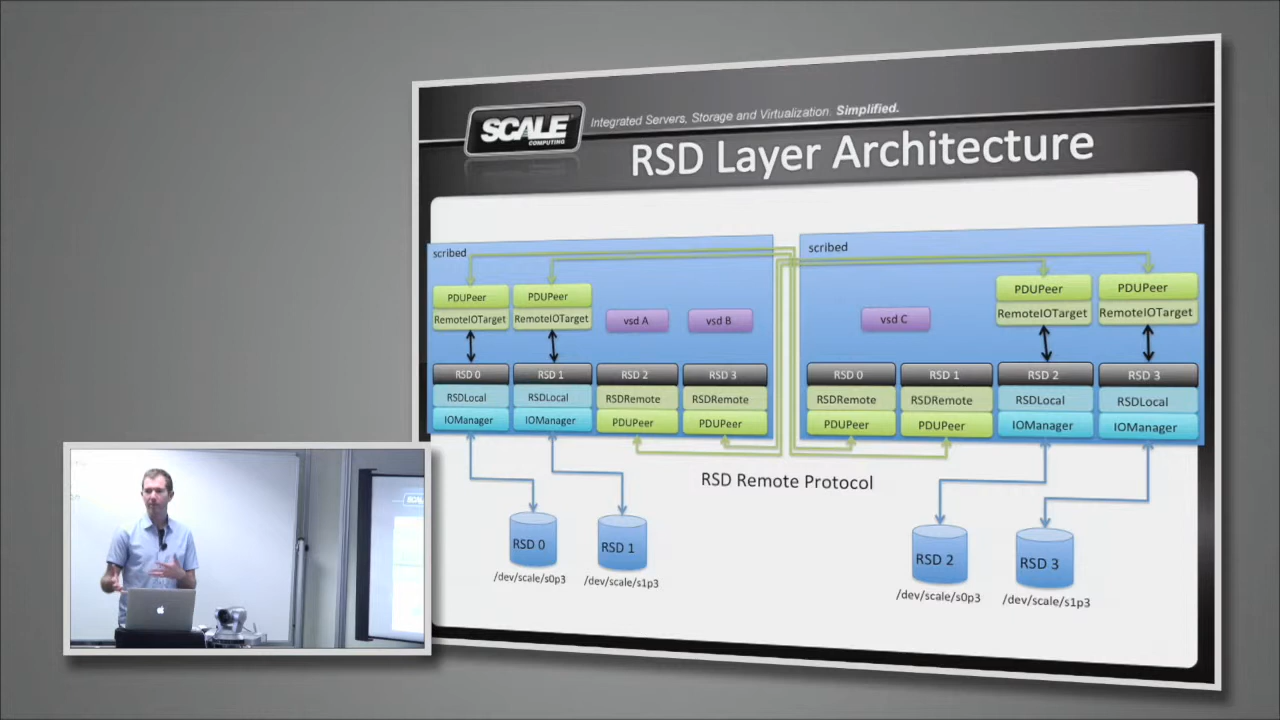 SCALE
COMPUTING
Integrated Servers, Storage and Virtualization. Simplified.
RSD Layer Architecture
scribed
PDUPeer
PDUPeer
RemoteIOTarget
RemoteIOTarget
vsd A
vsd B
RSD 0
RSD 1
RSD 2
RSD 3
RSDLocal
RSDLocal
RSDRemote
RSDRemote
IOManager
IOManager
PDUPeer
PDUPeer
scribed
PDUPeer
PDUPeer
RemoteIOTarget
RemoteIOTarget
vsd C
RSD 0
RSD 1
RSD 2
RSD 3
RSDRemote
RSDRemote
RSDLocal
RSDLocal
PDUPeer
PDUPeer
IOManager
IOManager
RSD Remote Protocol
RSD 0
RSD 1
RSD 2
RSD 3
/dev/scale/s0p3
/dev/scale/s1p3
/dev/scale/s0p3
/dev/scale/s1p3
SCALE